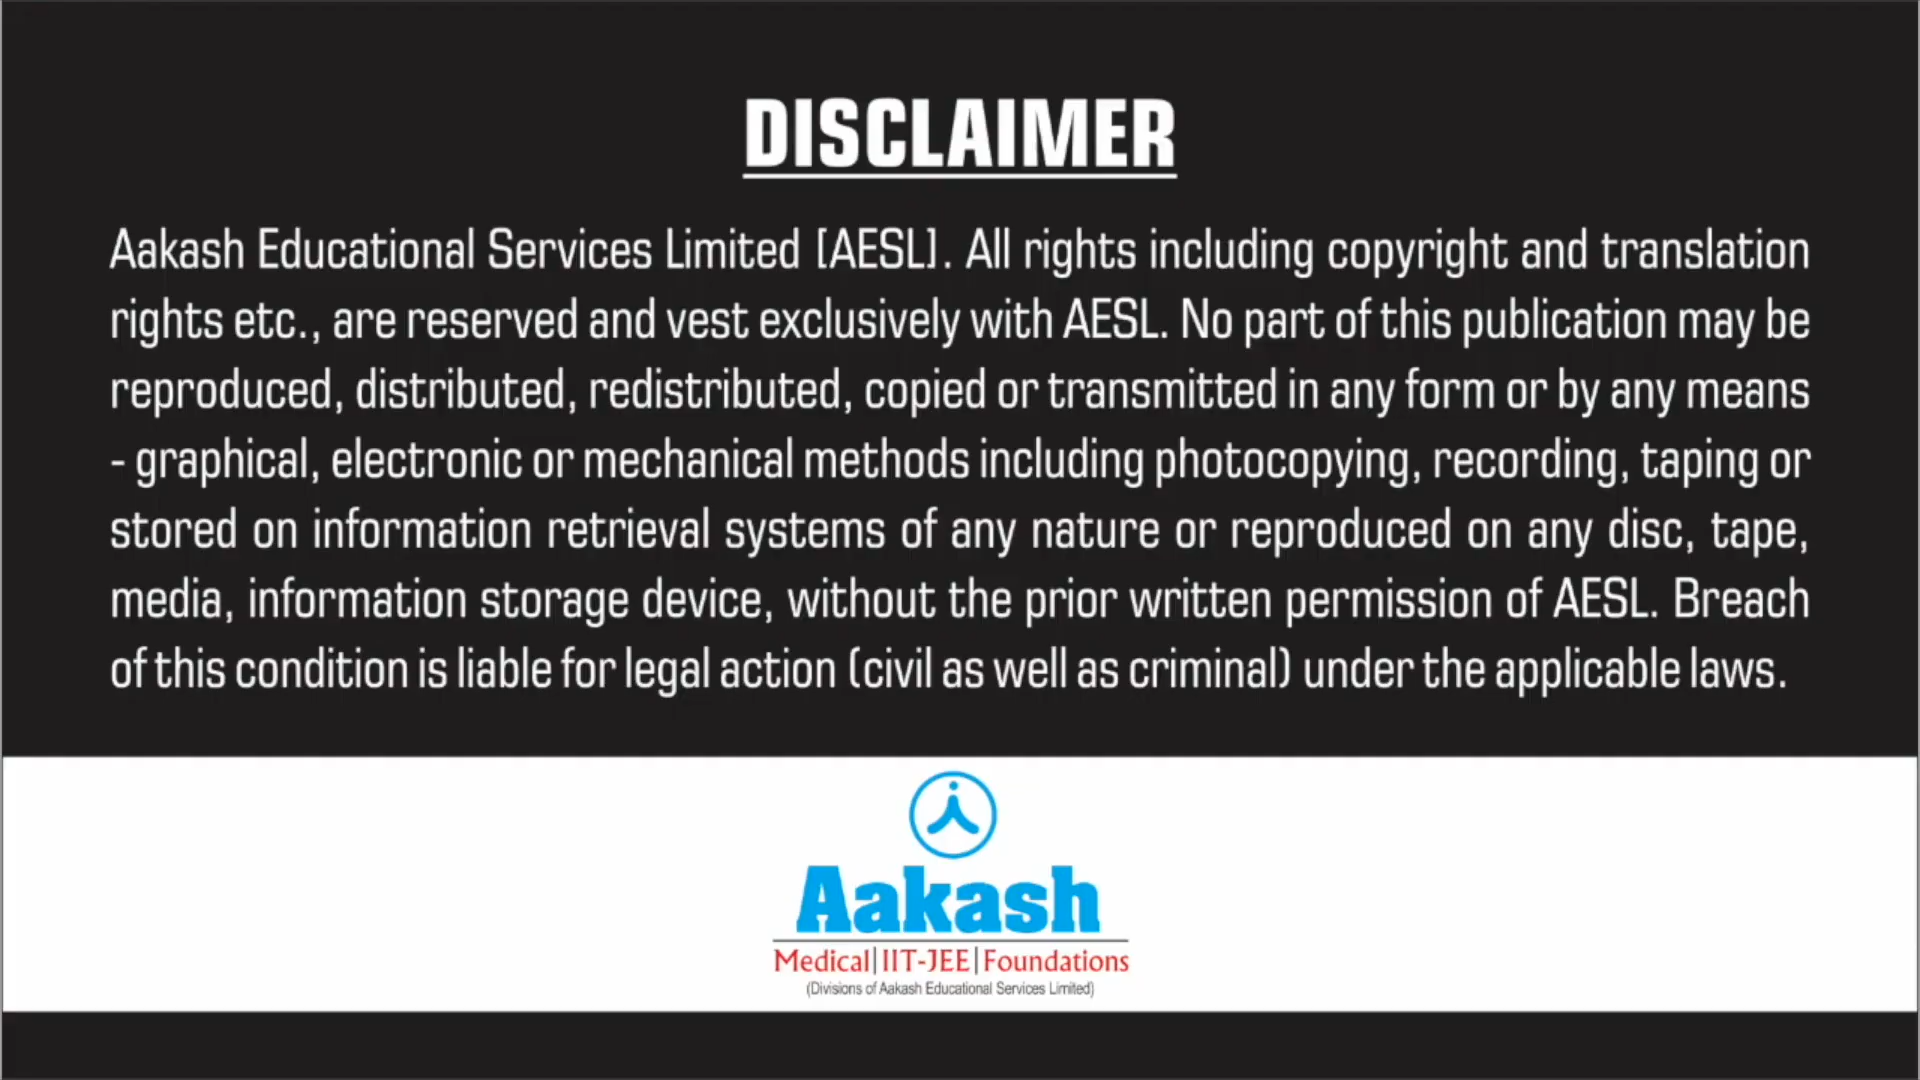 DISCLAIMER
Aakash Educational Services Limited [AESL]. All rights including copyright and translation
rights etc., are reserved and vest exclusively with AESL. No part of this publication may be
reproduced, distributed, redistributed, copied or transmitted in any form or by any means
- graphical, electronic or mechanical methods including photocopying, recording, taping or
stored on information retrieval systems of any nature or reproduced on any disc, tape,
media, information storage device, without the prior written permission of AESL. Breach
of this condition is liable for legal action (civil as well as criminal) under the applicable laws.
Aakash
Medical|IIT-JEE|Foundations
(Divisions of Aakash Educational Services Limited)